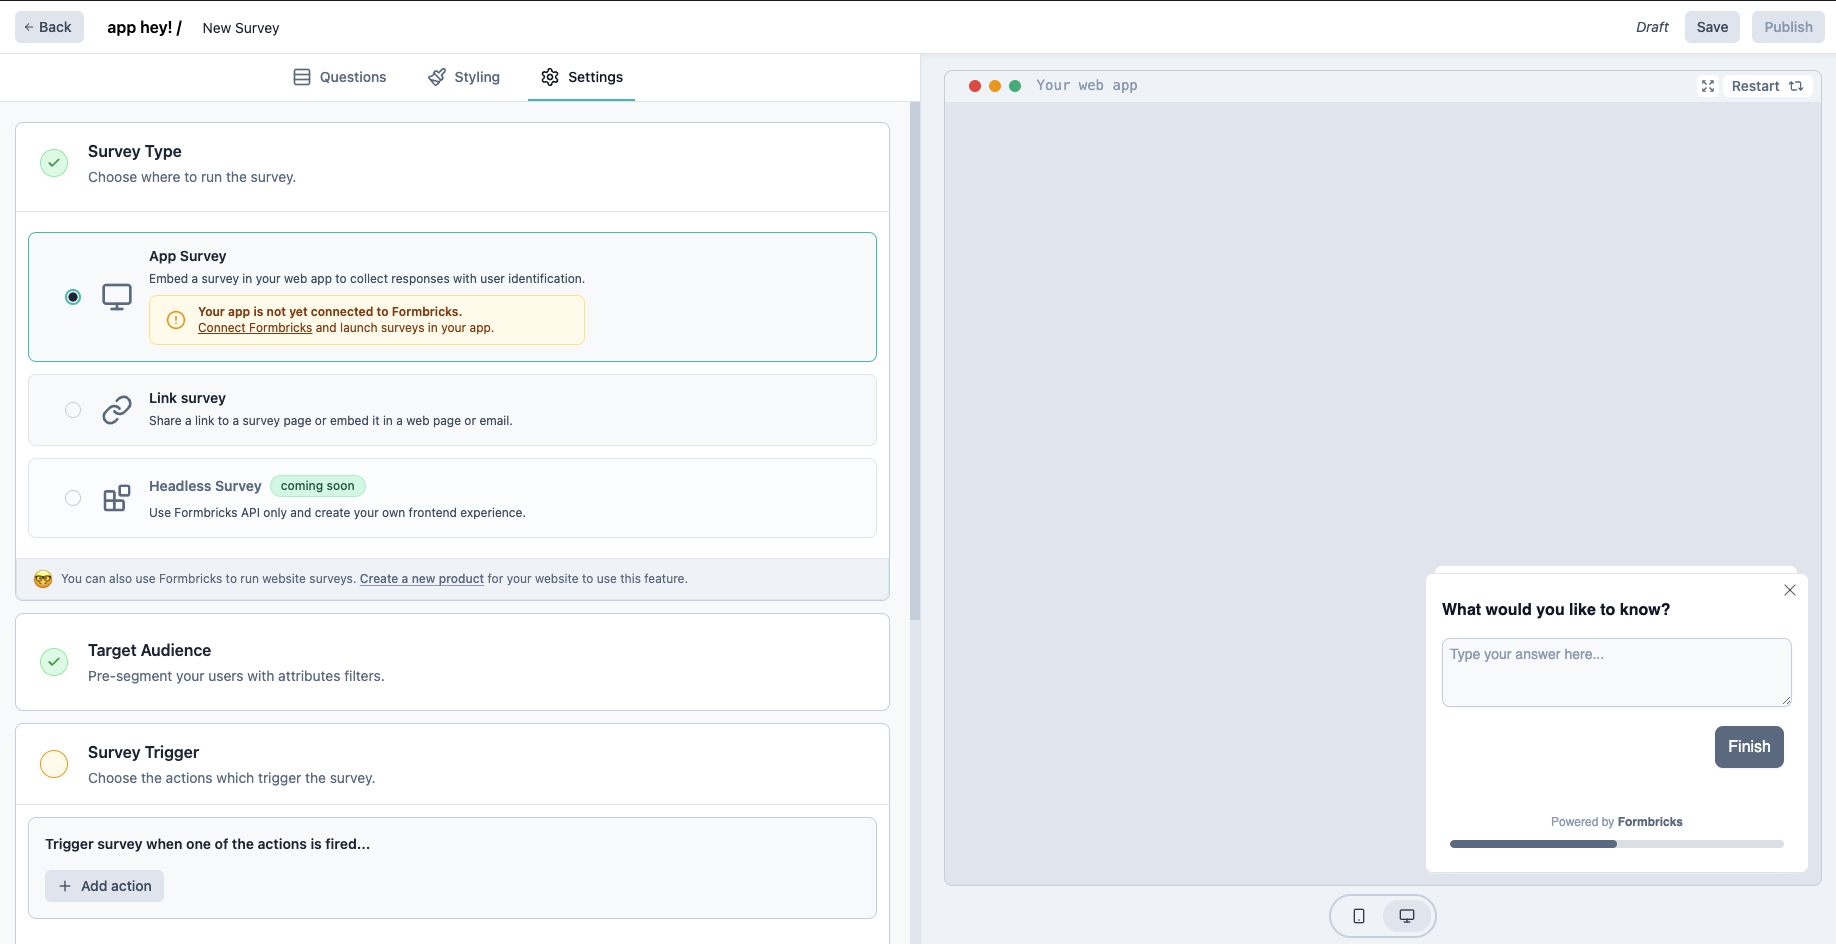 Back
app hey! /
New Survey
Draft
Save
Publish
Questions
Styling
Settings
Survey Type
Choose where to run the survey.
App Survey
Embed a survey in your web app to collect responses with user identification.
Your app is not yet connected to Formbricks.
Connect Formbricks and launch surveys in your app.
Link survey
Share a link to a survey page or embed it in a web page or email.
Headless Survey coming soon
Use Formbricks API only and create your own frontend experience.
You can also use Formbricks to run website surveys. Create a new product for your website to use this feature.
Target Audience
Pre-segment your users with attributes filters.
Survey Trigger
Choose the actions which trigger the survey.
Trigger survey when one of the actions is fired...
Add action
Your web app
Restart
What would you like to know?
Type your answer here...
Finish
Powered by Formbricks